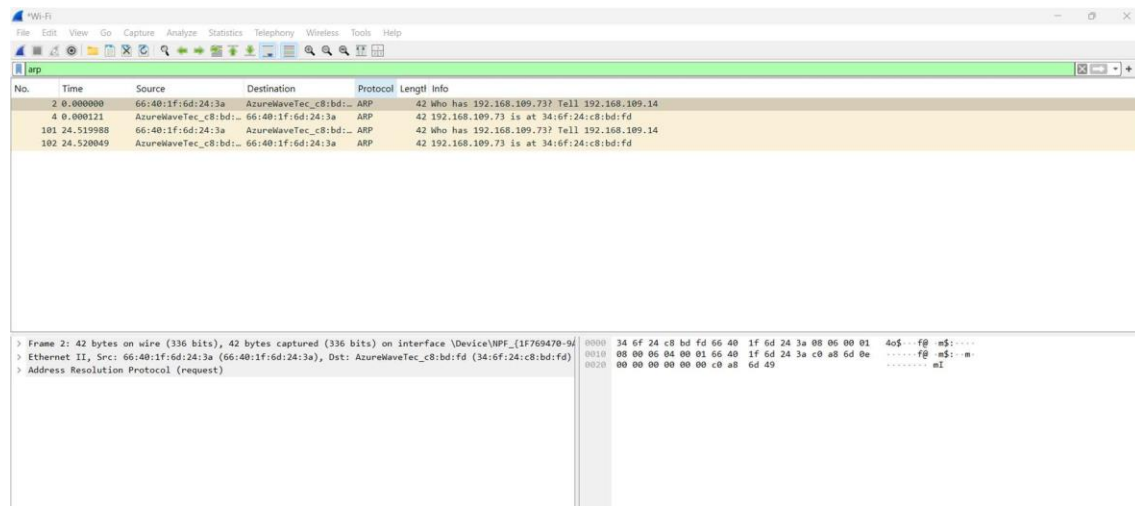 *Wi-Fi
File Edit View Go Capture Analyze Statistics Telephony Wireless Tools Help
arp
No. Time Source Destination Protocol Length Info
2 0.000000 66:40:1f:6d:24:3a AzureWaveTec_c8:bd:… ARP 42 Who has 192.168.109.73? Tell 192.168.109.14
4 0.000121 AzureWaveTec_c8:bd:… 66:40:1f:6d:24:3a ARP 42 192.168.109.73 is at 34:6f:24:c8:bd:fd
101 24.519988 66:40:1f:6d:24:3a AzureWaveTec_c8:bd:… ARP 42 Who has 192.168.109.73? Tell 192.168.109.14
102 24.520049 AzureWaveTec_c8:bd:… 66:40:1f:6d:24:3a ARP 42 192.168.109.73 is at 34:6f:24:c8:bd:fd
> Frame 2: 42 bytes on wire (336 bits), 42 bytes captured (336 bits) on interface \Device\NPF_{1F769470-9A
> Ethernet II, Src: 66:40:1f:6d:24:3a (66:40:1f:6d:24:3a), Dst: AzureWaveTec_c8:bd:fd (34:6f:24:c8:bd:fd)
> Address Resolution Protocol (request)
0000 34 6f 24 c8 bd fd 66 40 1f 6d 24 3a 08 06 00 01 4o$···f@ ·m$:····
0010 08 00 06 04 00 01 66 40 1f 6d 24 3a c0 a8 6d 0e ······f@ ·m$:··m·
0020 00 00 00 00 00 00 c0 a8 6d 49 ········ mI